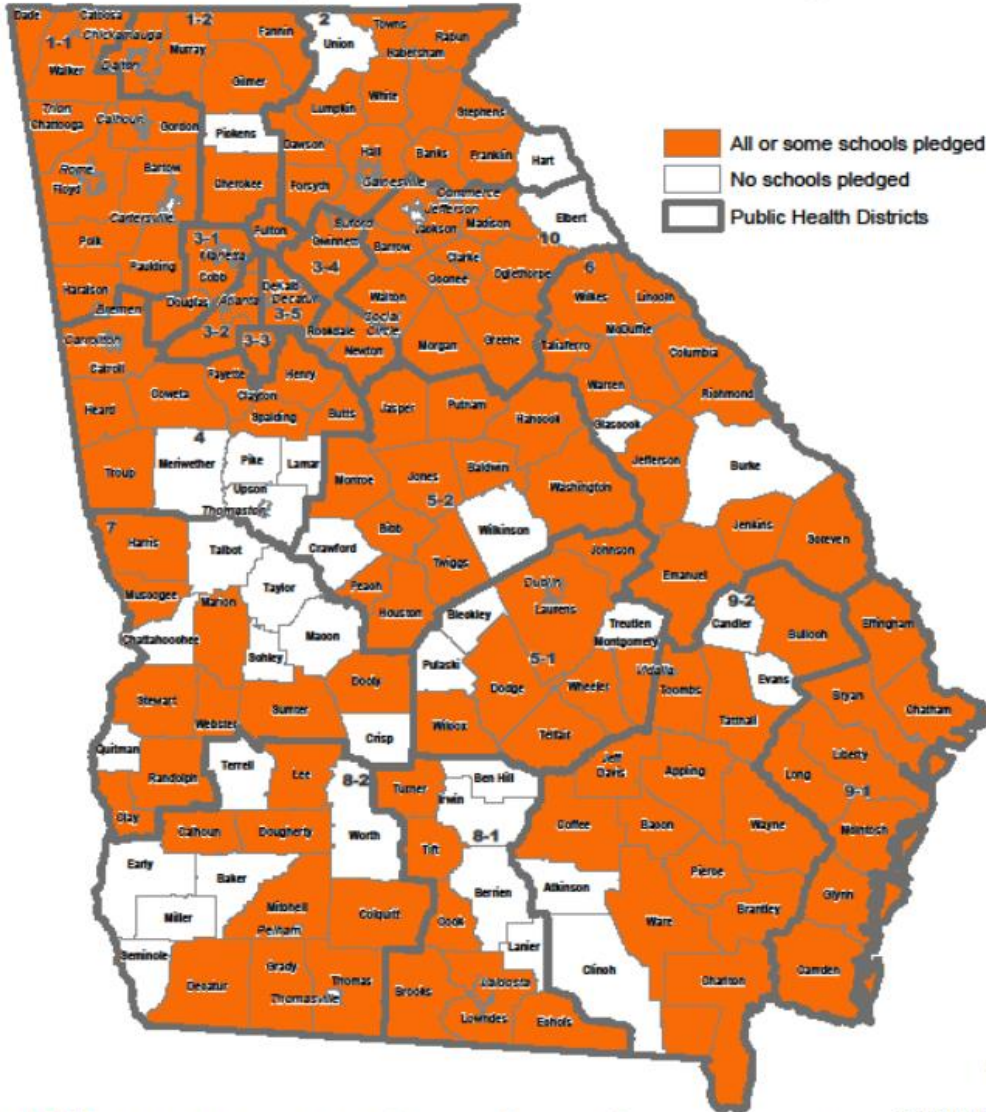 Dade
Catoosa
Chickamauga
1-1
Walker
Dalton
1-2
Murray
Fannin
Gilmer
2
Union
Towns
Rabun
Habersham
White
Lumpkin
Stephens
Trion
Chattooga
Calhoun
Gordon
Pickens
Dawson
Hall
Banks
Franklin
Hart
All or some schools pledged
No schools pledged
Public Health Districts
Rome
Floyd
Bartow
Cartersville
Cherokee
Forsyth
Gainesville
Commerce
Jefferson
Jackson
Madison
Elbert
10
Polk
Paulding
3-1
Marietta
Cobb
Fulton
Buford
Gwinnett
3-4
Barrow
Clarke
Oconee
Oglethorpe
6
Wilkes
Lincoln
Haralson
Bremen
Douglas
Atlanta
3-2
DeKalb
Decatur
3-5
3-3
Rockdale
Walton
Social
Circle
Newton
Morgan
Greene
Taliaferro
McDuffie
Columbia
Carrollton
Carroll
Coweta
Fayette
Clayton
Henry
Spalding
Butts
Jasper
Putnam
Hancock
Warren
Richmond
Glascock
Heard
Troup
4
Meriwether
Pike
Lamar
Upson
Thomaston
Monroe
Jones
Baldwin
5-2
Washington
Jefferson
Burke
Wilkinson
Jenkins
Screven
7
Harris
Talbot
Crawford
Bibb
Twiggs
Johnson
Emanuel
Muscogee
Marion
Taylor
Peach
Houston
Bleckley
Dublin
Laurens
Treutlen
Montgomery
9-2
Candler
Bulloch
Effingham
Chattahoochee
Schley
Macon
Pulaski
5-1
Dodge
Wheeler
Vidalia
Toombs
Evans
Tattnall
Bryan
Chatham
Stewart
Webster
Sumter
Dooly
Wilcox
Telfair
Quitman
Randolph
Terrell
Lee
Crisp
8-2
Turner
Ben Hill
Irwin
Jeff
Davis
Appling
Long
Liberty
9-1
Clay
Calhoun
Dougherty
Worth
8-1
Tift
Coffee
Bacon
Wayne
McIntosh
Early
Baker
Miller
Mitchell
Pelham
Colquitt
Cook
Berrien
Atkinson
Pierce
Ware
Brantley
Glynn
Seminole
Decatur
Grady
Thomasville
Thomas
Brooks
Lanier
Valdosta
Lowndes
Echols
Clinch
Charlton
Camden